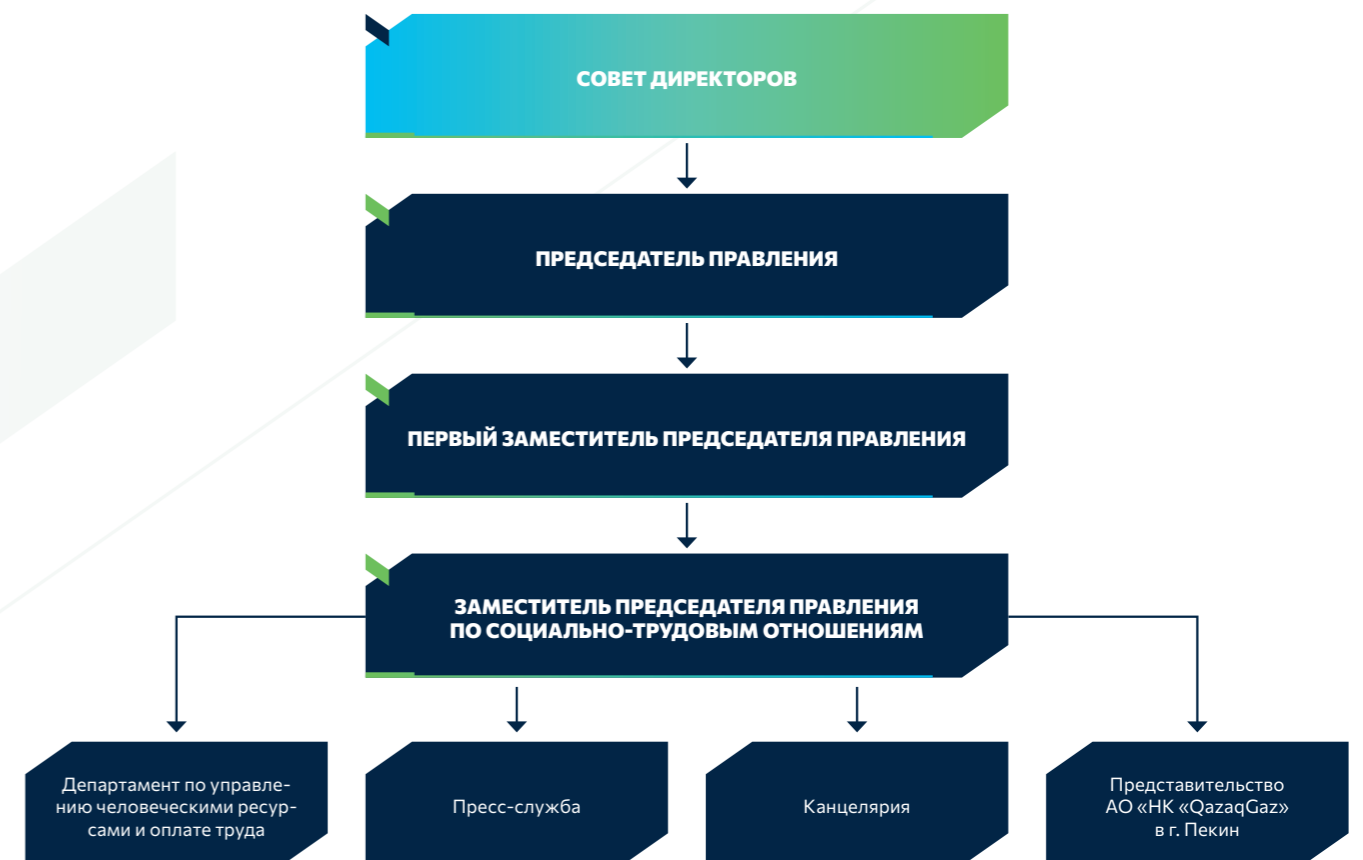 СОВЕТ ДИРЕКТОРОВ
ПРЕДСЕДАТЕЛЬ ПРАВЛЕНИЯ
ПЕРВЫЙ ЗАМЕСТИТЕЛЬ ПРЕДСЕДАТЕЛЯ ПРАВЛЕНИЯ
ЗАМЕСТИТЕЛЬ ПРЕДСЕДАТЕЛЯ ПРАВЛЕНИЯ
ПО СОЦИАЛЬНО-ТРУДОВЫМ ОТНОШЕНИЯМ
Департамент по управле-
нию человеческими ресур-
сами и оплате труда
Пресс-служба
Канцелярия
Представительство
АО «НК «QazaqGaz»
в г. Пекин